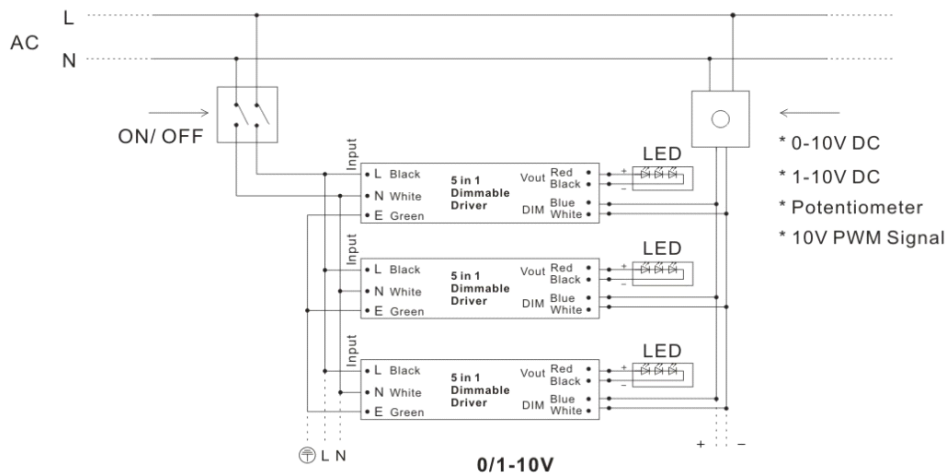 L
AC
N
ON/ OFF
* 0-10V DC
* 1-10V DC
* Potentiometer
* 10V PWM Signal
Input
L Black
N White
E Green
5 in 1
Dimmable
Driver
Vout Red
Black
DIM Blue
White
LED
+
−
Input
L Black
N White
E Green
5 in 1
Dimmable
Driver
Vout Red
Black
DIM Blue
White
LED
+
−
Input
L Black
N White
E Green
5 in 1
Dimmable
Driver
Vout Red
Black
DIM Blue
White
LED
+
−
L N
+ −
0/1-10V